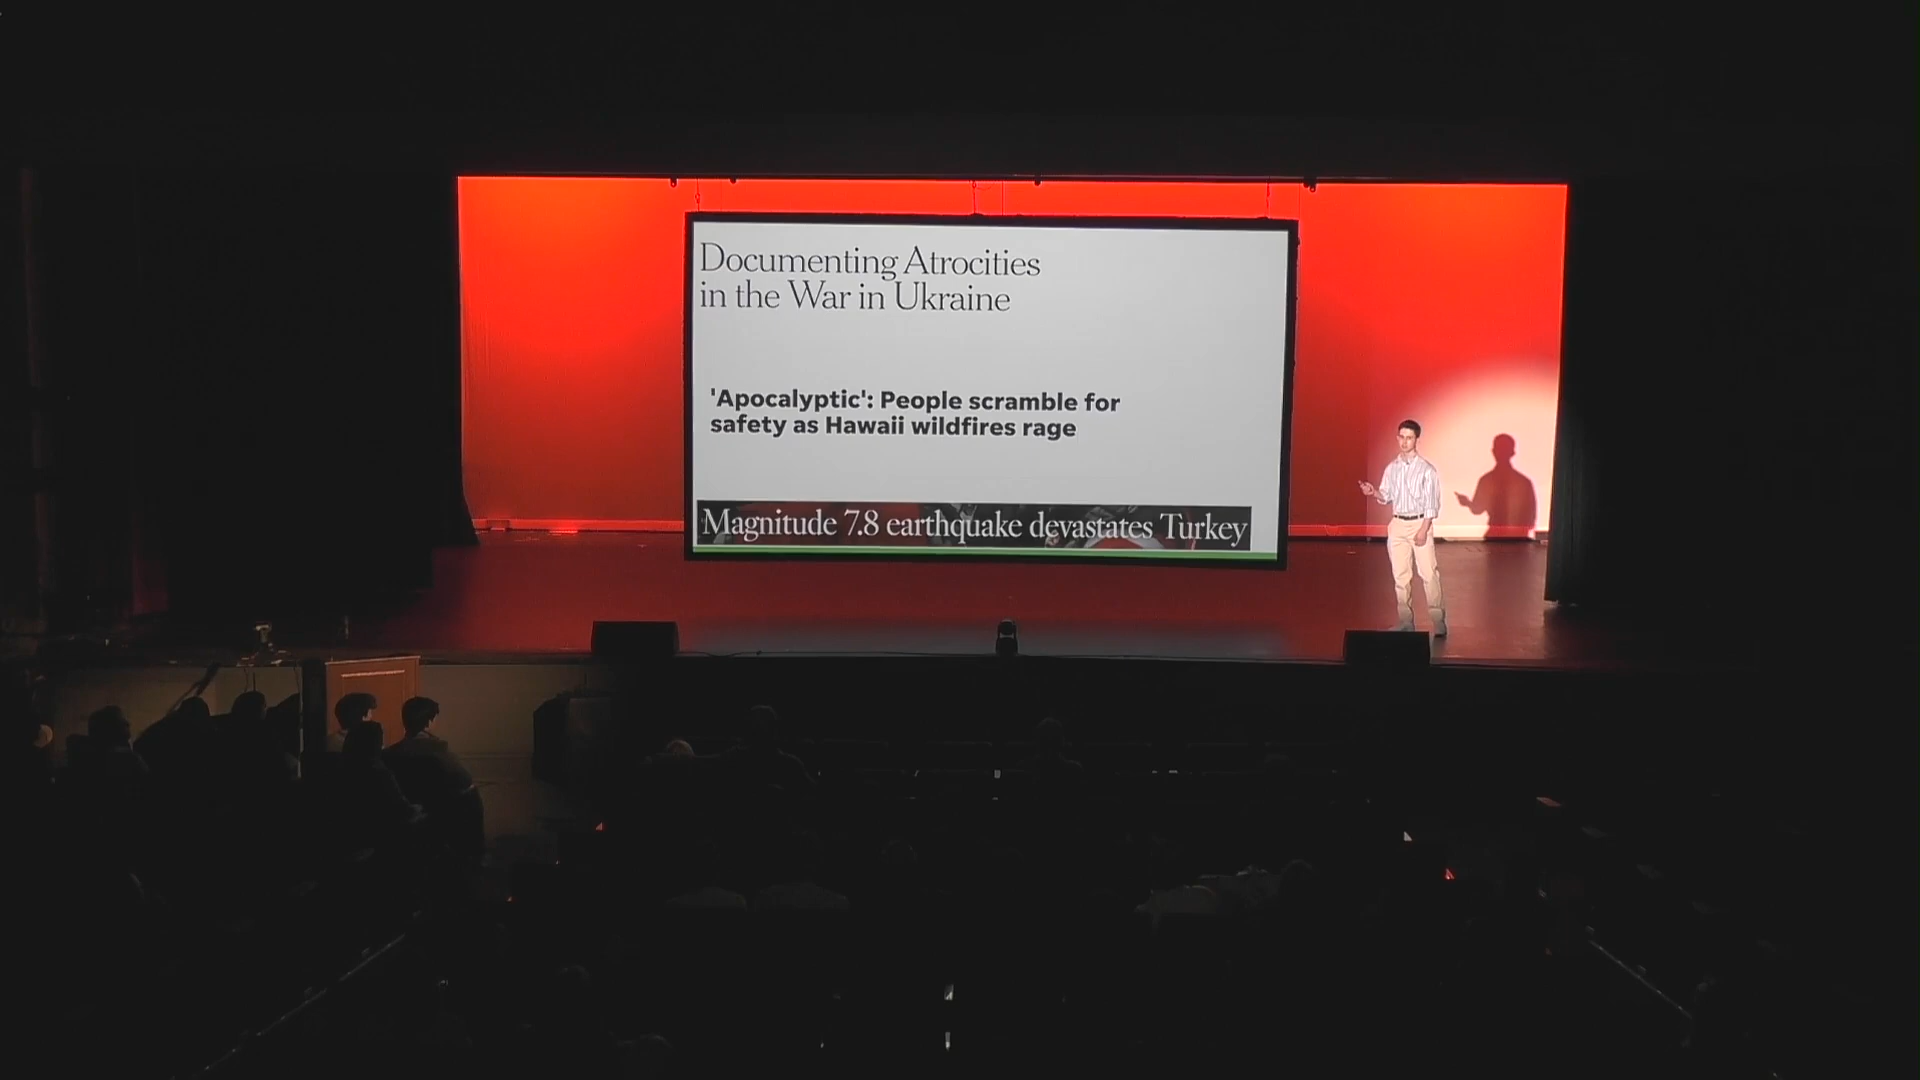 Documenting Atrocities
in the War in Ukraine
'Apocalyptic': People scramble for
safety as Hawaii wildfires rage
Magnitude 7.8 earthquake devastates Turkey